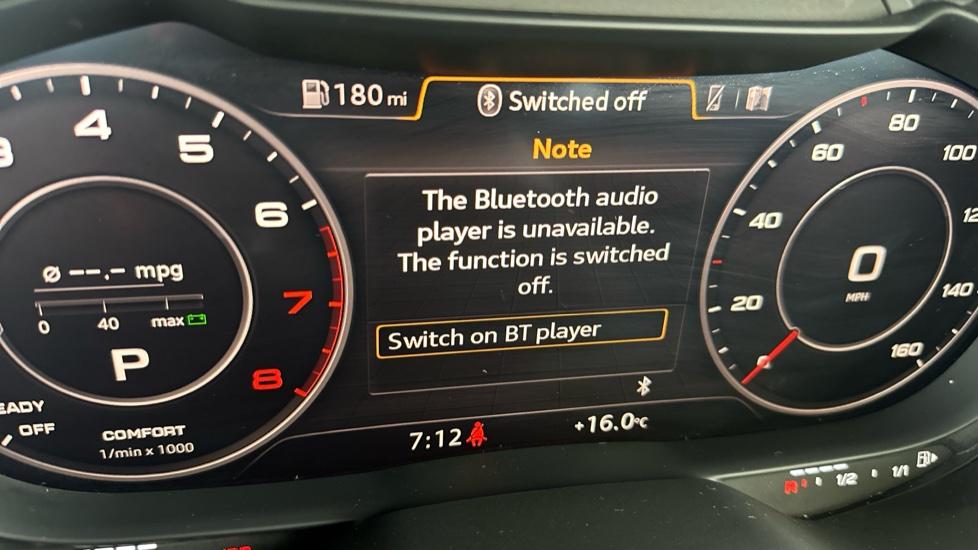 180 mi
Switched off
Note
The Bluetooth audio
player is unavailable.
The function is switched
off.
Switch on BT player
7:12
+16.0°C
3
4
5
6
7
8
Ø --.- mpg
0 40 max
P
EADY
OFF
COMFORT
1/min x 1000
20
40
60
80
100
12
140
160
0
MPH
R 1/2 1/1